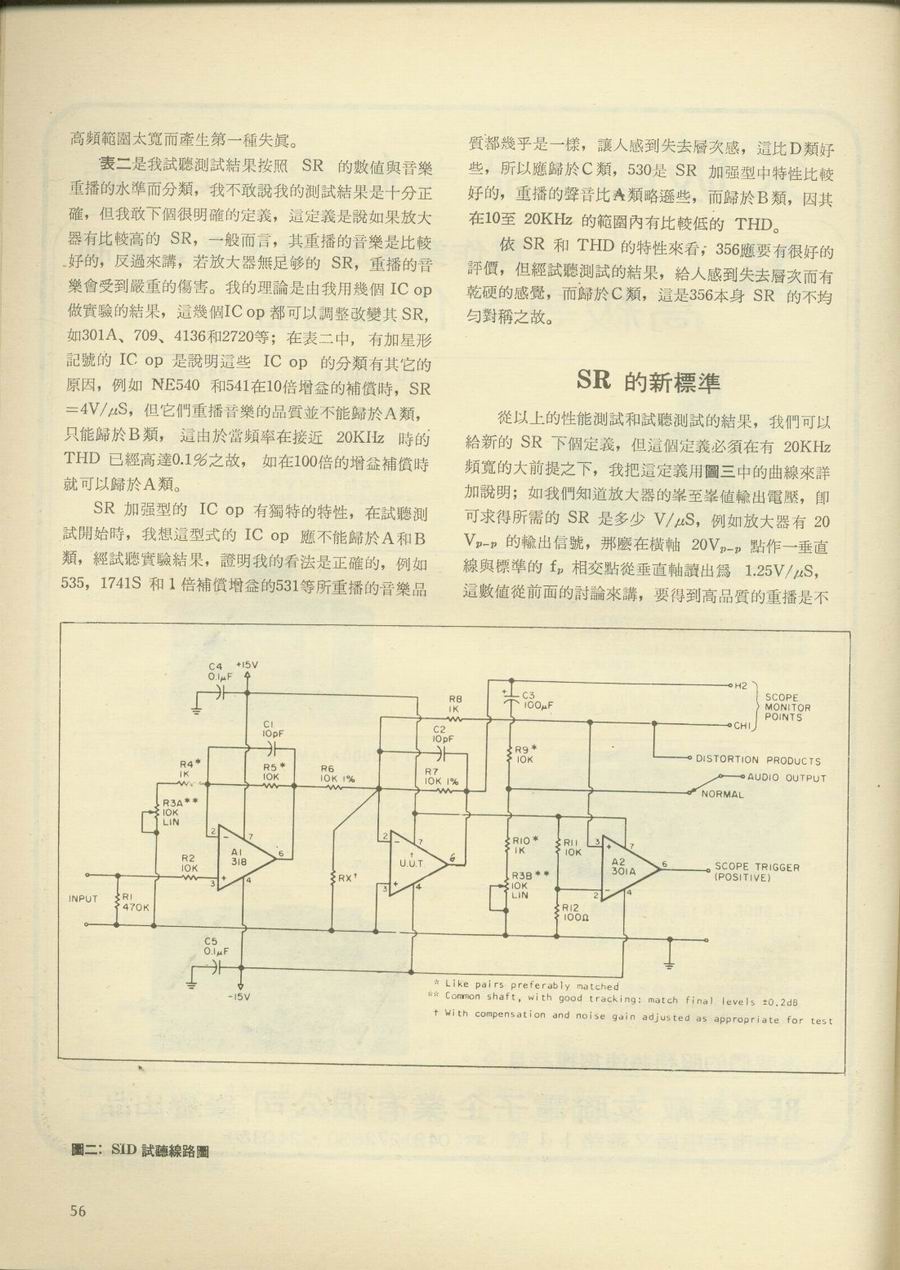 高頻範圍太寬而產生第一種失眞。
表二是我試聽測試結果按照 SR 的數値與音樂
重播的水準而分類，我不敢說我的測試結果是十分正
確，但我敢下個很明確的定義，這定義是說如果放大
器有比較高的 SR，一般而言，其重播的音樂是比較
好的，反過來講，若放大器無足够的 SR，重播的音
樂會受到嚴重的傷害。我的理論是由我用幾個 IC op
做實驗的結果，這幾個IC op 都可以調整改變其 SR,
如301A、709、4136和2720等；在表二中，有加星形
記號的 IC op 是說明這些 IC op 的分類有其它的
原因，例如 NE540 和541在10倍增益的補償時，SR
=4V/μS，但它們重播音樂的品質並不能歸於A類，
只能歸於B類， 這由於當頻率在接近 20KHz 時的
THD 已經高達0.1%之故， 如在100倍的增益補償時
就可以歸於A類。
SR 加强型的 IC op 有獨特的特性，在試聽測
試開始時，我想這型式的 IC op 應不能歸於A和B
類，經試聽實驗結果，證明我的看法是正確的，例如
535，1741S 和1倍補償增益的531等所重播的音樂品
質都幾乎是一樣，讓人感到失去層次感，這比D類好
些，所以應歸於C類，530是 SR 加强型中特性比較
好的，重播的聲音比A類略遜些，而歸於B類，因其
在10至 20KHz 的範圍內有比較低的 THD。
依 SR 和 THD 的特性來看，356應要有很好的
評價，但經試聽測試的結果，給人感到失去層次而有
乾硬的感覺，而歸於C類，這是356本身 SR 的不均
勻對稱之故。
SR 的新標準
從以上的性能測試和試聽測試的結果，我們可以
給新的 SR 下個定義，但這個定義必須在有 20KHz
頻寬的大前提之下，我把這定義用圖三中的曲線來詳
加說明；如我們知道放大器的峯至峯値輸出電壓，卽
可求得所需的 SR 是多少 V/μS，例如放大器有 20
Vp-p 的輸出信號，那麼在橫軸 20Vp-p 點作一垂直
線與標準的 fp 相交點從垂直軸讀出爲 1.25V/μS，
這數値從前面的討論來講，要得到高品質的重播是不
C4
0.1μF
+15V
C1
10pF
R4*
1K
R5*
10K
R6
10K 1%
R3A**
10K
LIN
R2
10K
A1
318
2
3
7
6
4
INPUT
R1
470K
C5
0.1μF
-15V
R8
1K
C2
10pF
R7
10K 1%
RX†
†
U.U.T.
2
3
7
6
4
C3
100μF
R9*
10K
R10*
1K
R3B**
10K
LIN
R11
10K
R12
100Ω
A2
301A
3
2
7
6
4
H2
CH1
SCOPE
MONITOR
POINTS
DISTORTION PRODUCTS
AUDIO OUTPUT
NORMAL
SCOPE TRIGGER
(POSITIVE)
* Like pairs preferably matched
** Common shaft, with good tracking: match final levels ±0.2dB
† With compensation and noise gain adjusted as appropriate for test
圖二：SID 試聽線路圖
56